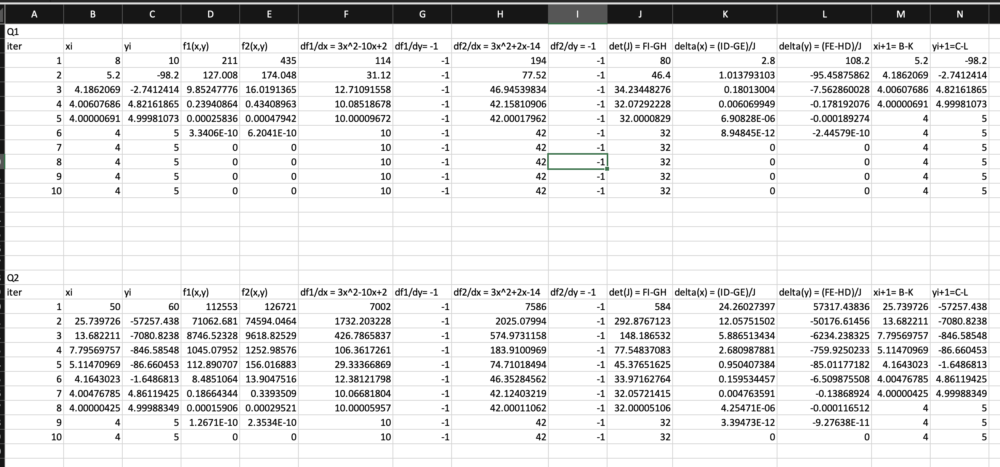 A B C D E F G H I J K L M N
Q1
iter xi yi f1(x,y) f2(x,y) df1/dx = 3x^2-10x+2 df1/dy= -1 df2/dx = 3x^2+2x-14 df2/dy = -1 det(J) = FI-GH delta(x) = (ID-GE)/J delta(y) = (FE-HD)/J xi+1= B-K yi+1=C-L
1 8 10 211 435 114 -1 194 -1 80 2.8 108.2 5.2 -98.2
2 5.2 -98.2 127.008 174.048 31.12 -1 77.52 -1 46.4 1.013793103 -95.45875862 4.1862069 -2.7412414
3 4.1862069 -2.7412414 9.85247776 16.0191365 12.71091558 -1 46.94539834 -1 34.23448276 0.18013004 -7.562860028 4.00607686 4.82161865
4 4.00607686 4.82161865 0.23940864 0.43408963 10.08518678 -1 42.15810906 -1 32.07292228 0.006069949 -0.178192076 4.00000691 4.99981073
5 4.00000691 4.99981073 0.00025836 0.00047942 10.00009672 -1 42.00017962 -1 32.0000829 6.90828E-06 -0.000189274 4 5
6 4 5 3.3406E-10 6.2041E-10 10 -1 42 -1 32 8.94845E-12 -2.44579E-10 4 5
7 4 5 0 0 10 -1 42 -1 32 0 0 4 5
8 4 5 0 0 10 -1 42 -1 32 0 0 4 5
9 4 5 0 0 10 -1 42 -1 32 0 0 4 5
10 4 5 0 0 10 -1 42 -1 32 0 0 4 5
Q2
iter xi yi f1(x,y) f2(x,y) df1/dx = 3x^2-10x+2 df1/dy= -1 df2/dx = 3x^2+2x-14 df2/dy = -1 det(J) = FI-GH delta(x) = (ID-GE)/J delta(y) = (FE-HD)/J xi+1= B-K yi+1=C-L
1 50 60 112553 126721 7002 -1 7586 -1 584 24.26027397 57317.43836 25.739726 -57257.438
2 25.739726 -57257.438 71062.681 74594.0464 1732.203228 -1 2025.07994 -1 292.8767123 12.05751502 -50176.61456 13.682211 -7080.8238
3 13.682211 -7080.8238 8746.52328 9618.82529 426.7865837 -1 574.9731158 -1 148.186532 5.886513434 -6234.238325 7.79569757 -846.58548
4 7.79569757 -846.58548 1045.07952 1252.98576 106.3617261 -1 183.9100969 -1 77.54837083 2.680987881 -759.9250233 5.11470969 -86.660453
5 5.11470969 -86.660453 112.890707 156.016883 29.33366869 -1 74.71018494 -1 45.37651625 0.950407384 -85.01177182 4.1643023 -1.6486813
6 4.1643023 -1.6486813 8.4851064 13.9047516 12.38121798 -1 46.35284562 -1 33.97162764 0.159534457 -6.509875508 4.00476785 4.86119425
7 4.00476785 4.86119425 0.18664344 0.3393509 10.06681804 -1 42.12403219 -1 32.05721415 0.004763591 -0.13868924 4.00000425 4.99988349
8 4.00000425 4.99988349 0.00015906 0.00029521 10.00005957 -1 42.00011062 -1 32.00005106 4.25471E-06 -0.000116512 4 5
9 4 5 1.2671E-10 2.3534E-10 10 -1 42 -1 32 3.39473E-12 -9.27638E-11 4 5
10 4 5 0 0 10 -1 42 -1 32 0 0 4 5